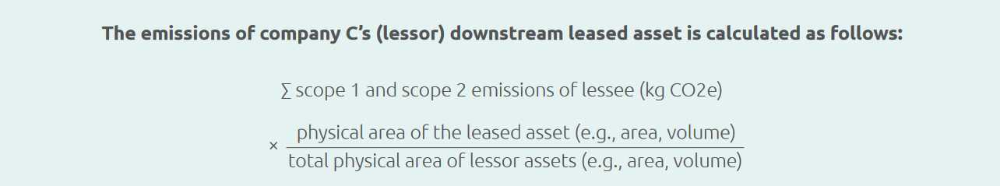 The emissions of company C’s (lessor) downstream leased asset is calculated as follows:
∑ scope 1 and scope 2 emissions of lessee (kg CO2e)
× physical area of the leased asset (e.g., area, volume)
total physical area of lessor assets (e.g., area, volume)